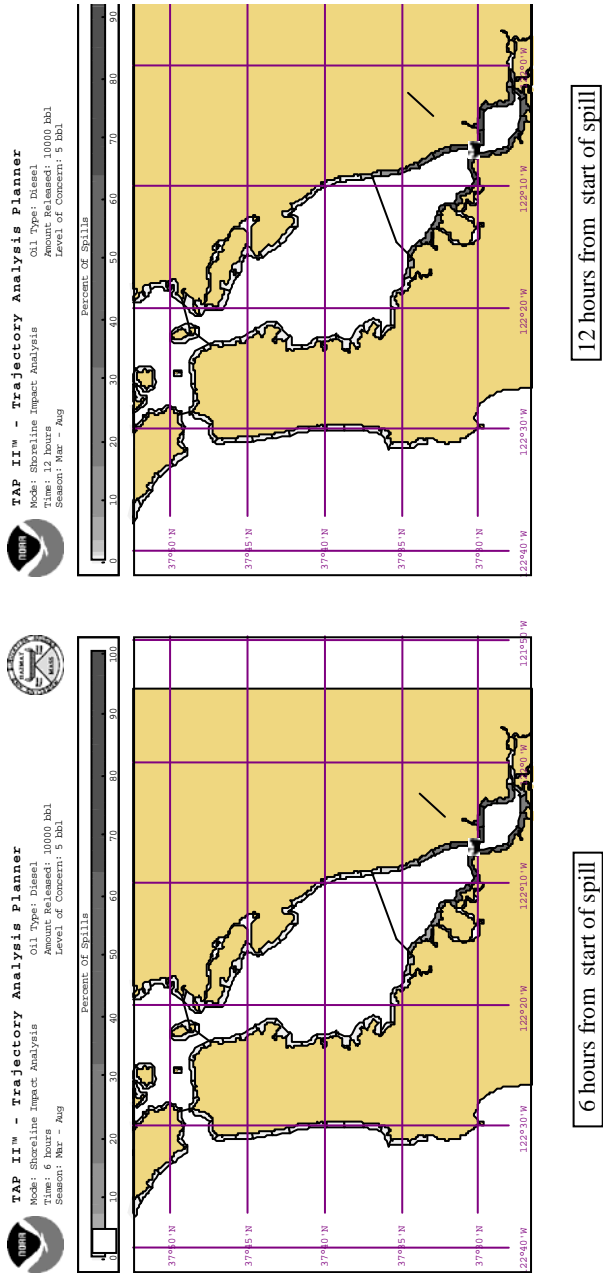 NOAA
TAP II™ - Trajectory Analysis Planner
Mode: Shoreline Impact Analysis Oil Type: Diesel
Time: 6 hours Amount Released: 10000 bbl
Season: Mar - Aug Level of Concern: 5 bbl
HAZMAT
MASS
Percent Of Spills
0 10 20 30 40 50 60 70 80 90 100
37°50'N
37°45'N
37°40'N
37°35'N
37°30'N
22°40'W 122°30'W 122°20'W 122°10'W 122°0'W 121°50'W
6 hours from start of spill
NOAA
TAP II™ - Trajectory Analysis Planner
Mode: Shoreline Impact Analysis Oil Type: Diesel
Time: 12 hours Amount Released: 10000 bbl
Season: Mar - Aug Level of Concern: 5 bbl
Percent Of Spills
0 10 20 30 40 50 60 70 80 90
37°50'N
37°45'N
37°40'N
37°35'N
37°30'N
22°40'W 122°30'W 122°20'W 122°10'W 122°0'W
12 hours from start of spill